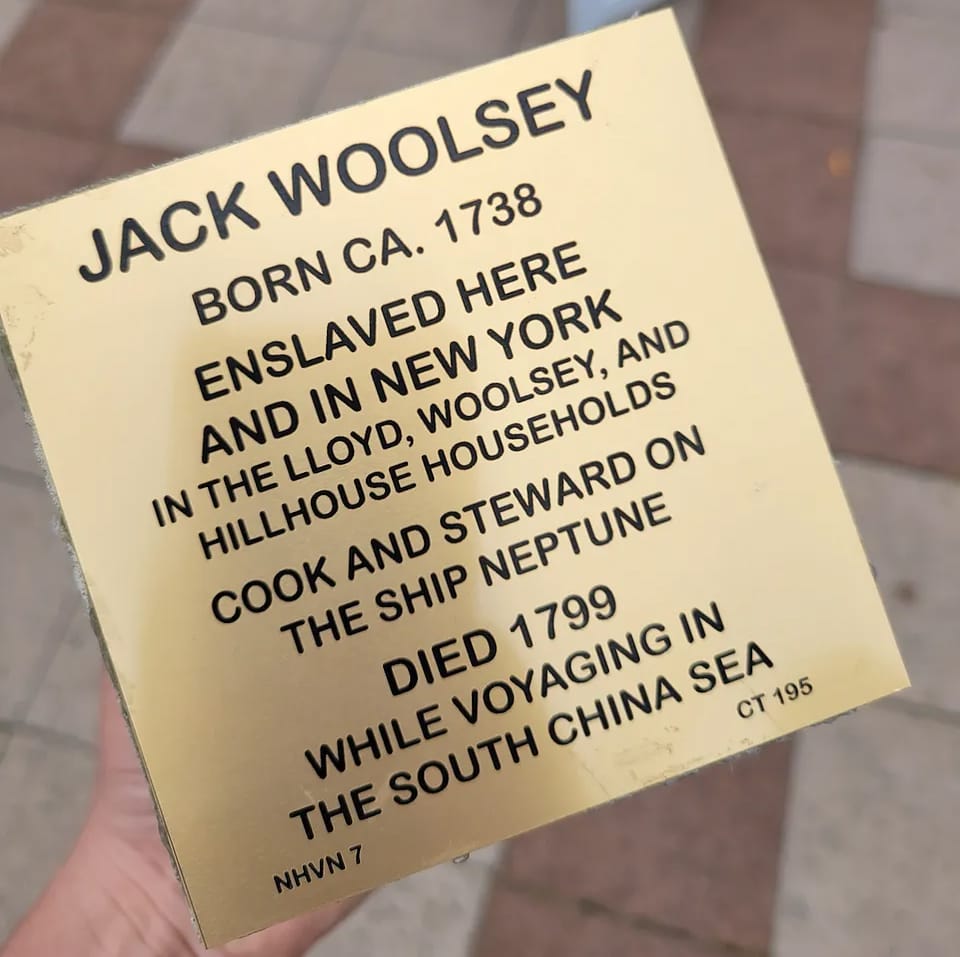 JACK WOOLSEY
BORN CA. 1738
ENSLAVED HERE
AND IN NEW YORK
IN THE LLOYD, WOOLSEY, AND
HILLHOUSE HOUSEHOLDS
COOK AND STEWARD ON
THE SHIP NEPTUNE
DIED 1799
WHILE VOYAGING IN
THE SOUTH CHINA SEA
NHVN 7
CT 195